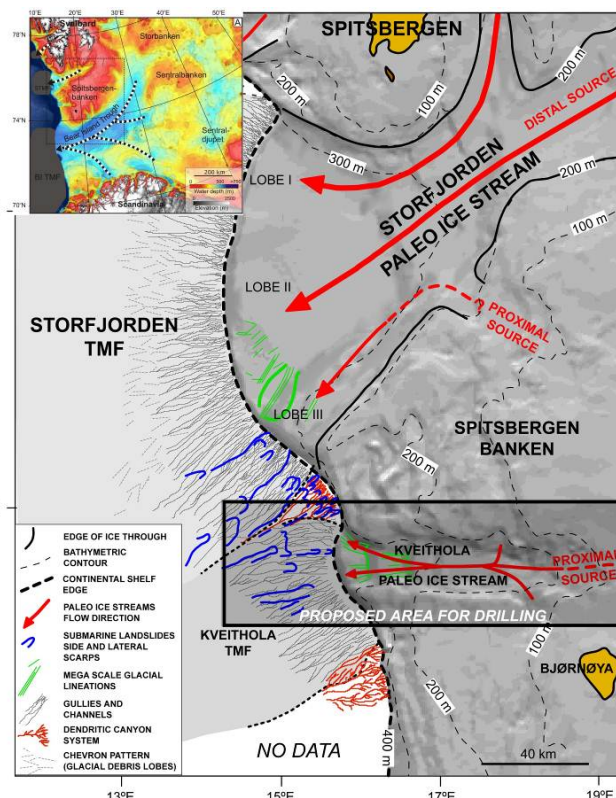 10°E
20°E
30°E
40°E
A
78°N
Svalbard
Storbanken
Spitsbergen-
banken
Sentralbanken
74°N
Bear Island Trough
Sentral-
djupet
BI TMF
200 km
Water depth (m)
Elevation (m)
70°N
Scandinavia
SPITSBERGEN
200 m
100 m
200 m
300 m
DISTAL SOURCE
LOBE I
STORFJORDEN
PALEO ICE STREAM
200 m
100 m
LOBE II
STORFJORDEN
TMF
PROXIMAL
SOURCE
LOBE III
SPITSBERGEN
BANKEN
200 m
EDGE OF ICE THROUGH
BATHYMETRIC
CONTOUR
CONTINENTAL SHELF
EDGE
PALEO ICE STREAMS
FLOW DIRECTION
SUBMARINE LANDSLIDES
SIDE AND LATERAL
SCARPS
MEGA SCALE GLACIAL
LINEATIONS
GULLIES AND
CHANNELS
DENDRITIC CANYON
SYSTEM
CHEVRON PATTERN
(GLACIAL DEBRIS LOBES)
KVEITHOLA
PALEO ICE STREAM
PROXIMAL
SOURCE
PROPOSED AREA FOR DRILLING
KVEITHOLA
TMF
100 m
BJØRNØYA
200 m
400 m
NO DATA
40 km
13°E
15°E
17°E
19°E